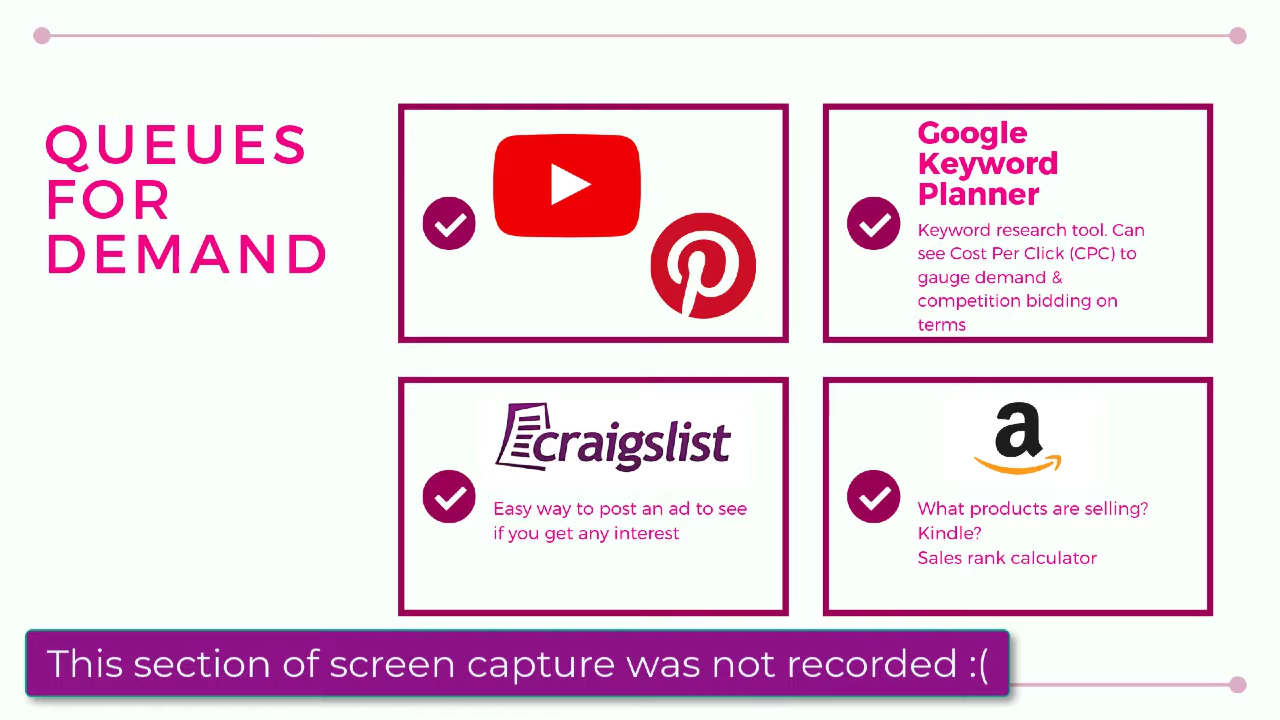 QUEUES
FOR
DEMAND
Google
Keyword
Planner
Keyword research tool. Can
see Cost Per Click (CPC) to
gauge demand &
competition bidding on
terms
craigslist
Easy way to post an ad to see
if you get any interest
a
What products are selling?
Kindle?
Sales rank calculator
This section of screen capture was not recorded :(